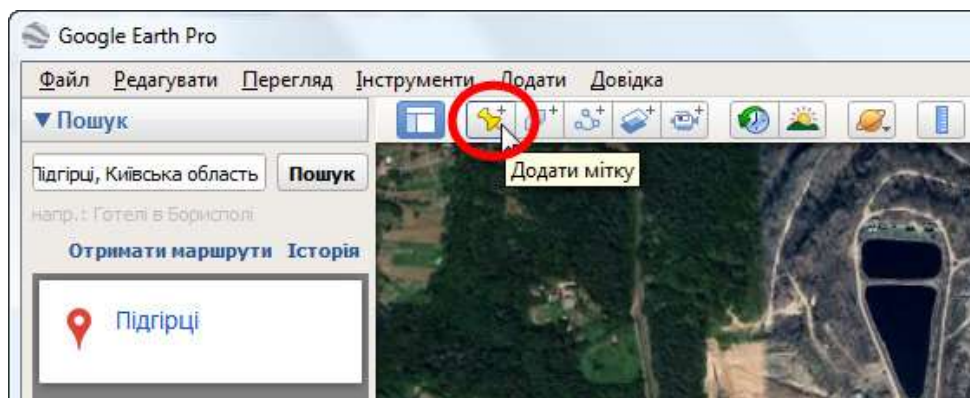 Google Earth Pro
Файл Редагувати Перегляд Інструменти Додати Довідка
Пошук
Підгірці, Київська область Пошук
напр.: Готелі в Борисполі
Додати мітку
Отримати маршрути Історія
Підгірці